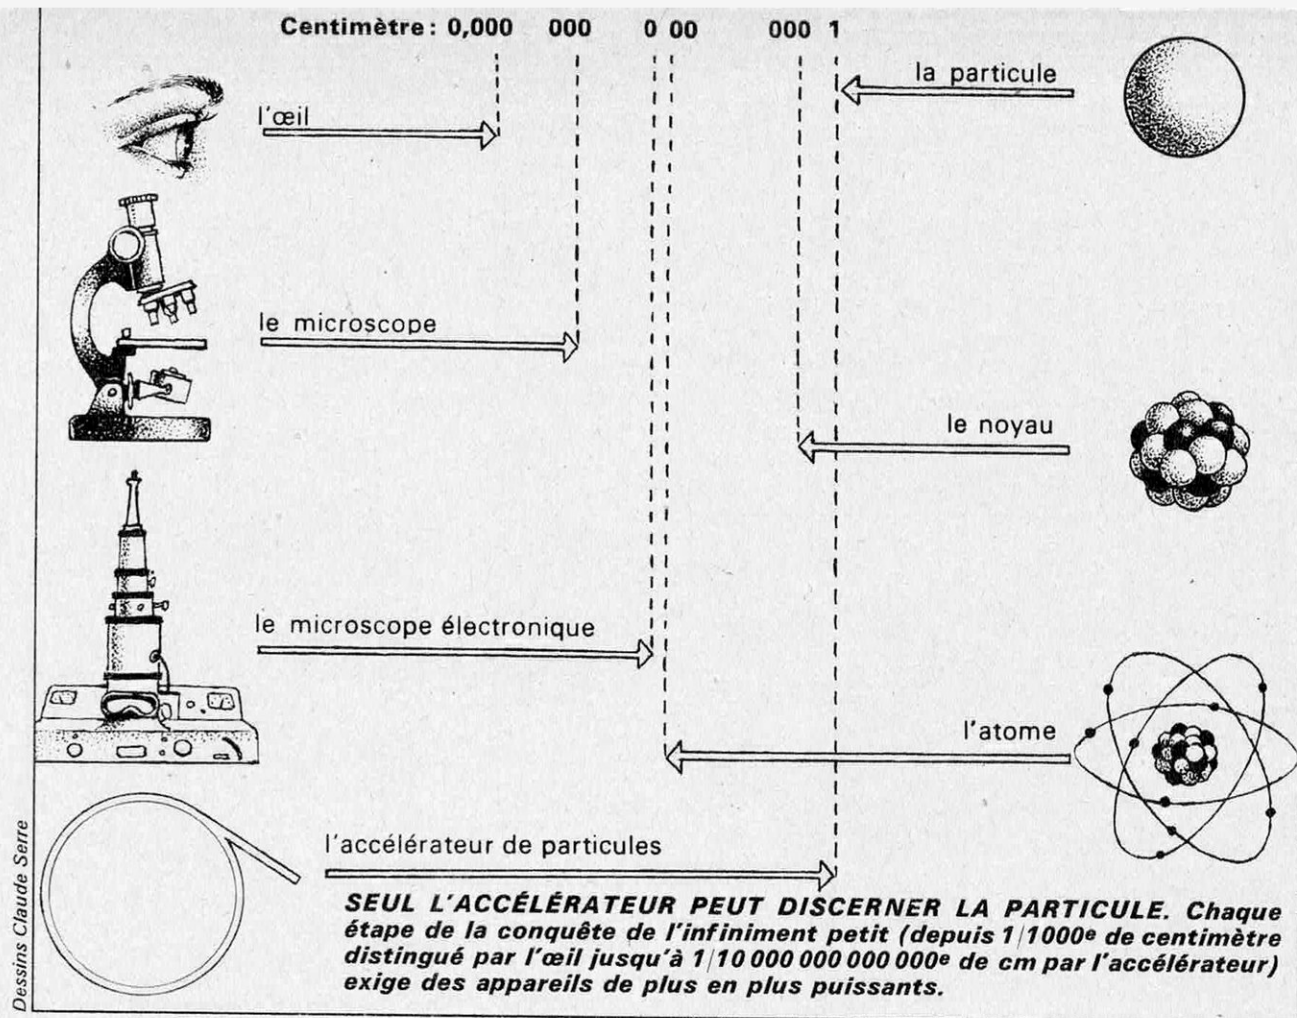 Centimètre : 0,000 000 0 00 000 1
la particule
l'œil
le microscope
le noyau
le microscope électronique
l'atome
l'accélérateur de particules
SEUL L'ACCÉLÉRATEUR PEUT DISCERNER LA PARTICULE. Chaque
étape de la conquête de l'infiniment petit (depuis 1/1000e de centimètre
distingué par l'œil jusqu'à 1/10 000 000 000 000e de cm par l'accélérateur)
exige des appareils de plus en plus puissants.
Dessins Claude Serre